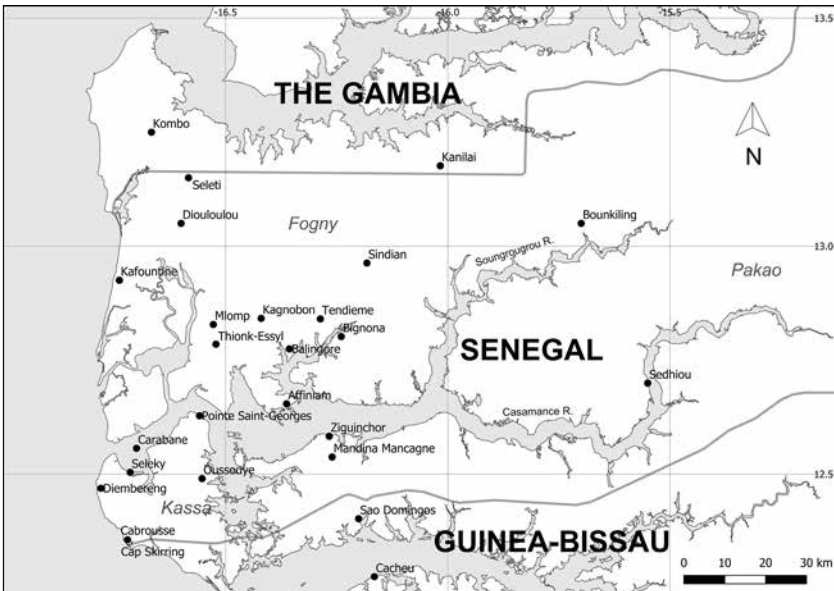 -16.5
-16.0
-15.5
13.5
THE GAMBIA
Kombo
N
Kanilai
Seleti
Diouloulou
Fogny
Bounkiling
Soungrougrou R.
13.0
Sindian
Pakao
Kafountine
Mlomp
Kagnobon
Tendieme
Thionk-Essyl
Bignona
Balingore
SENEGAL
Sedhiou
Affiniam
Pointe Saint-Georges
Casamance R.
Ziguinchor
Carabane
Mandina Mancagne
Seleky
Oussouye
12.5
Diembereng
Kassa
Sao Domingos
Cabrousse
GUINEA-BISSAU
Cap Skirring
Cacheu
0 10 20 30 km